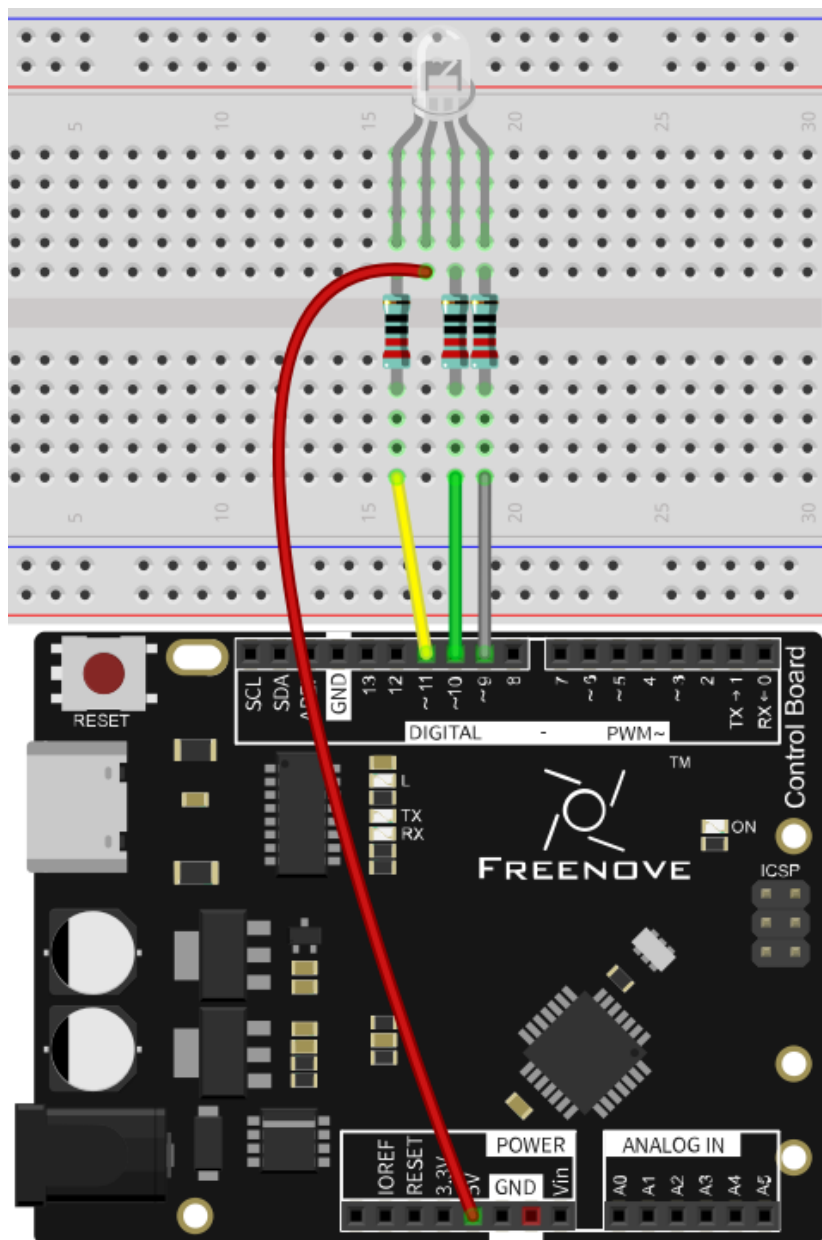 5 10 15 20 25 30
5 10 15 20 25 30
RESET
SCL SDA AREF GND 13 12 ~11 ~10 ~9 8 7 ~6 ~5 4 ~3 2 TX→1 RX←0
DIGITAL - PWM~
Control Board
TM
L
TX
RX
ON
FREENOVE
ICSP
POWER
ANALOG IN
IOREF RESET 3.3V 5V GND Vin A0 A1 A2 A3 A4 A5